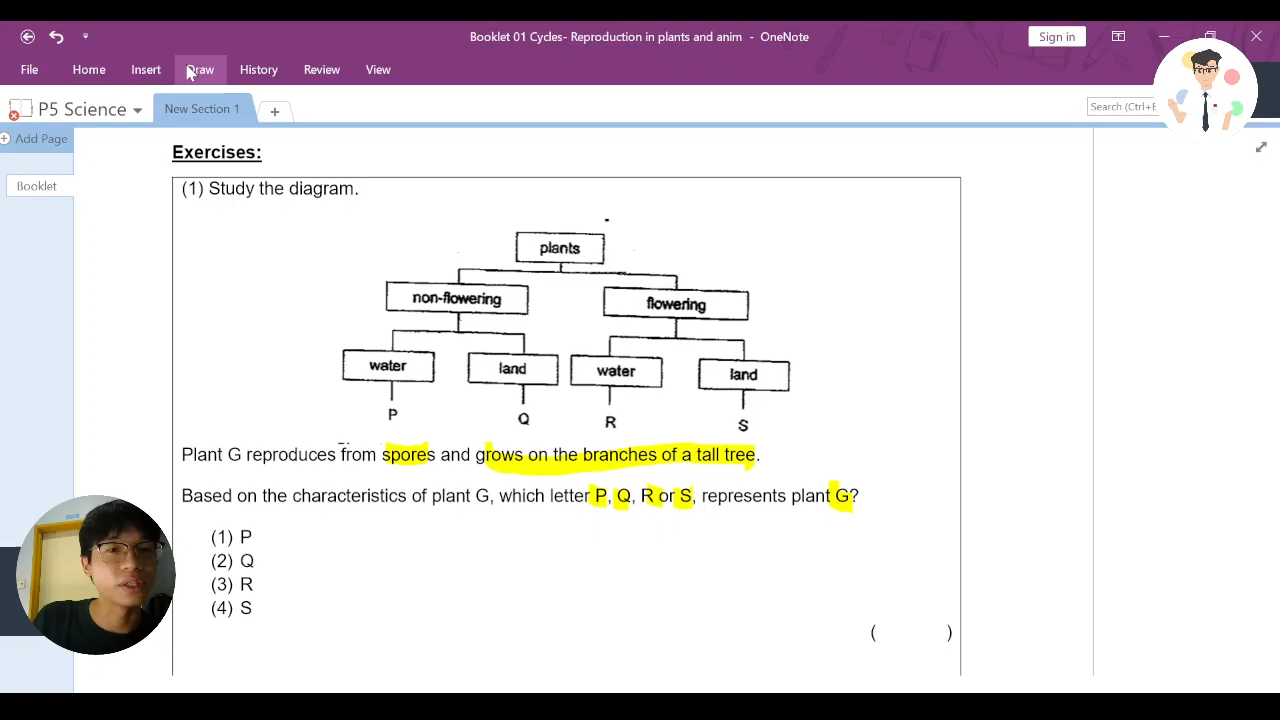 Booklet 01 Cycles- Reproduction in plants and anim - OneNote
Sign in
File Home Insert Draw History Review View
P5 Science
New Section 1
+
Search (Ctrl+E
Add Page
Booklet
Exercises:
(1) Study the diagram.
plants
non-flowering flowering
water land water land
P Q R S
Plant G reproduces from spores and grows on the branches of a tall tree.
Based on the characteristics of plant G, which letter P, Q, R or S, represents plant G?
(1) P
(2) Q
(3) R
(4) S
( )